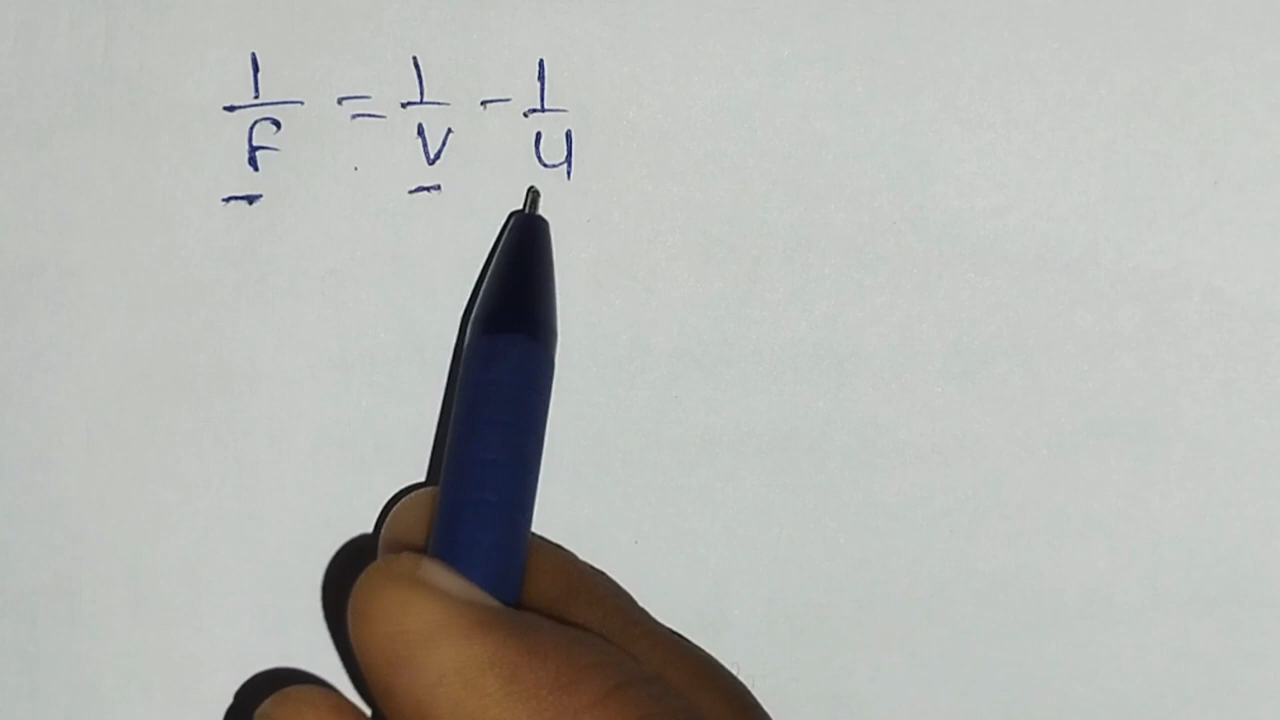 1/F = 1/V - 1/u